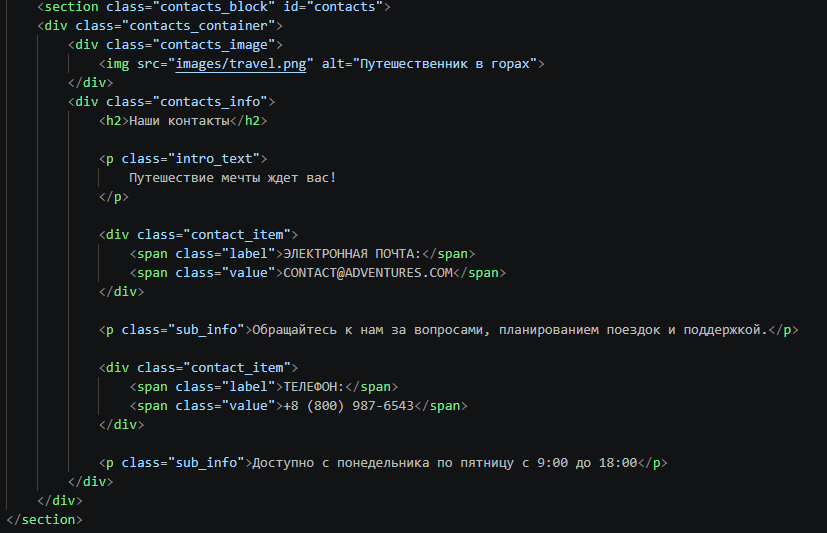 <section class="contacts_block" id="contacts">
<div class="contacts_container">
<div class="contacts_image">
<img src="images/travel.png" alt="Путешественник в горах">
</div>
<div class="contacts_info">
<h2>Наши контакты</h2>
<p class="intro_text">
Путешествие мечты ждет вас!
</p>
<div class="contact_item">
<span class="label">ЭЛЕКТРОННАЯ ПОЧТА:</span>
<span class="value">CONTACT@ADVENTURES.COM</span>
</div>
<p class="sub_info">Обращайтесь к нам за вопросами, планированием поездок и поддержкой.</p>
<div class="contact_item">
<span class="label">ТЕЛЕФОН:</span>
<span class="value">+8 (800) 987-6543</span>
</div>
<p class="sub_info">Доступно с понедельника по пятницу с 9:00 до 18:00</p>
</div>
</div>
</section>